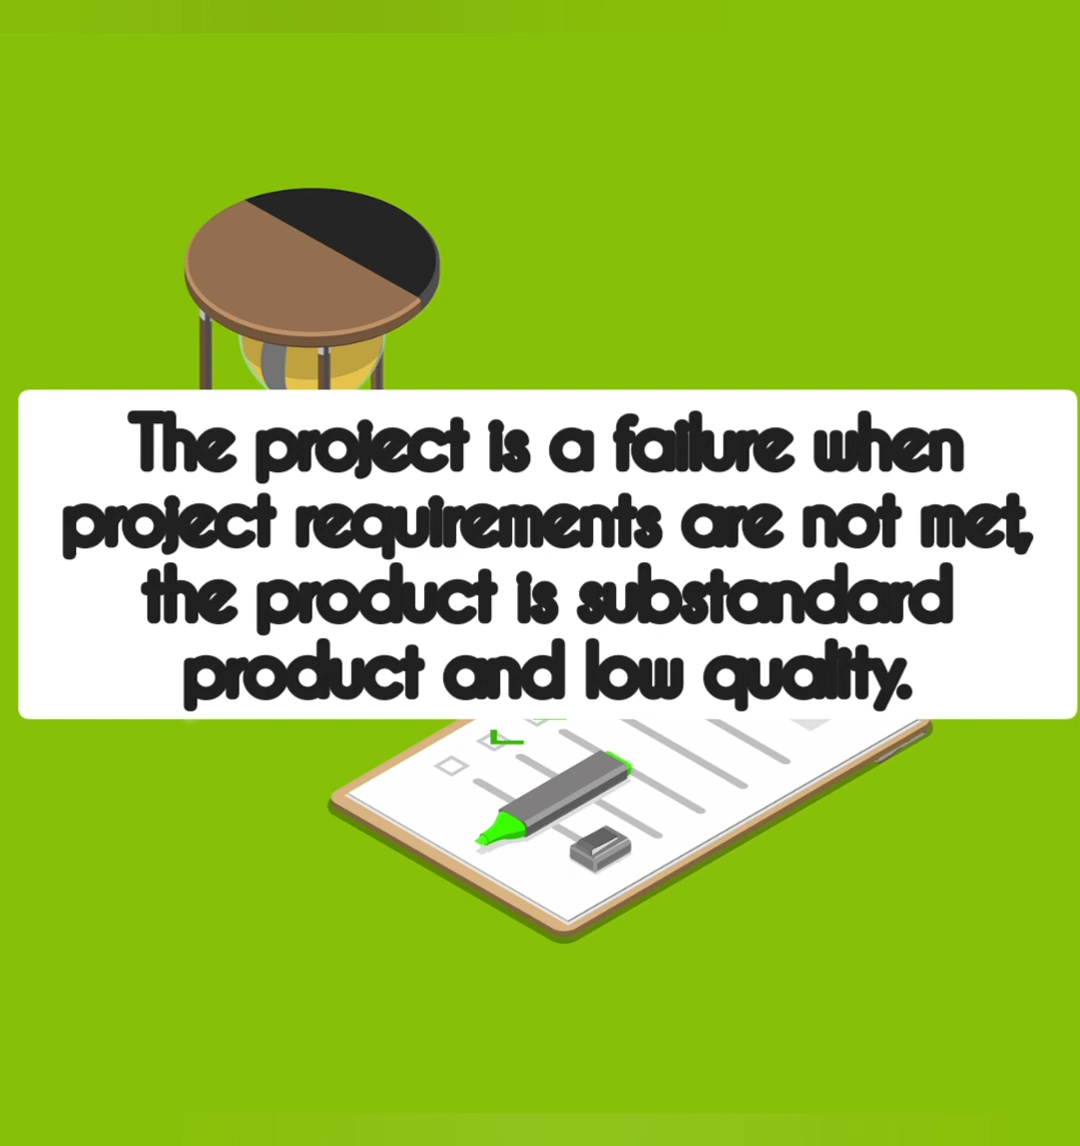 The project is a failure when
project requirements are not met,
the product is substandard
product and low quality.